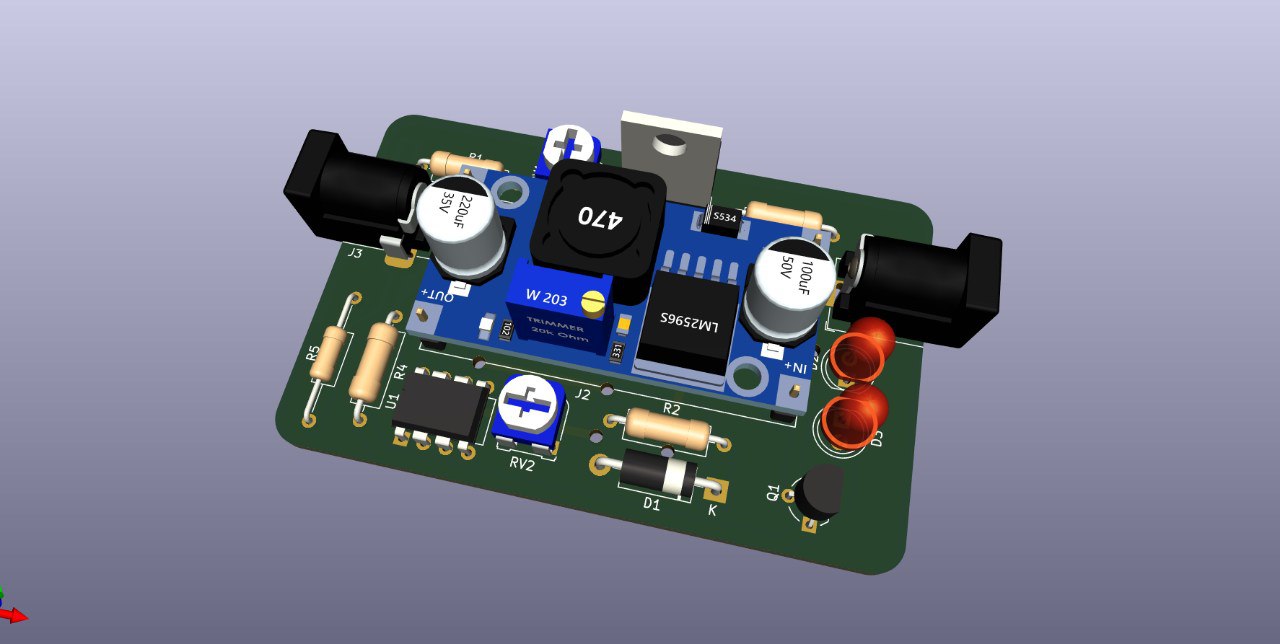 R1
470
S534
220uF
35V
100uF
50V
J3
OUT+
W 203
TRIMMER
20k Ohm
LM2596S
102
331
IN+
R5
R4
U1
J2
R2
RV2
D1
K
D3
Q1